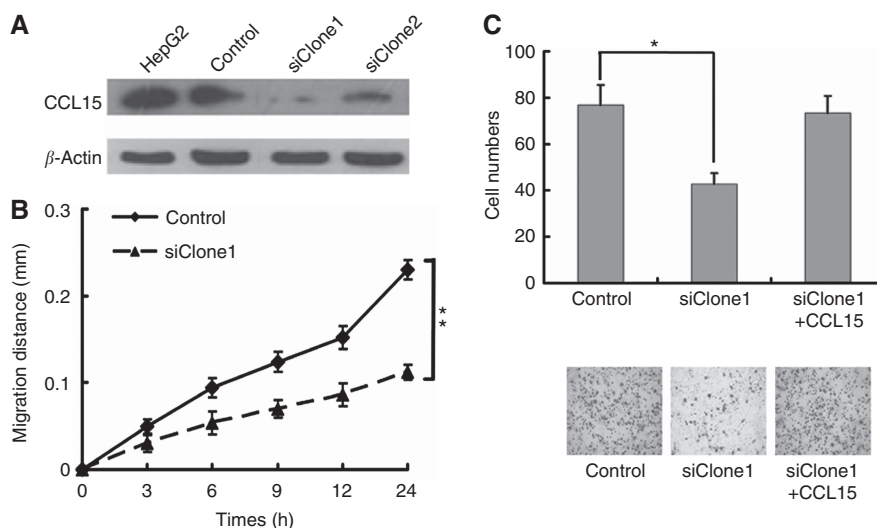 A
HepG2
Control
siClone1
siClone2
CCL15
β-Actin
B
0.3
0.2
0.1
0
Migration distance (mm)
Control
siClone1
**
0 3 6 9 12 24
Times (h)
C
100
80
60
40
20
0
Cell numbers
*
Control siClone1 siClone1
+CCL15
Control siClone1 siClone1
+CCL15